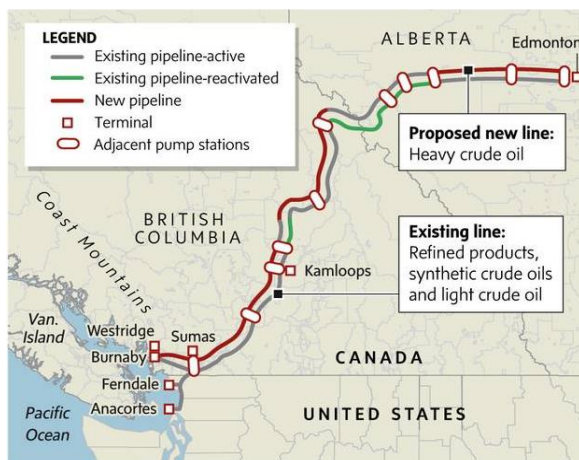 LEGEND
Existing pipeline-active
Existing pipeline-reactivated
New pipeline
Terminal
Adjacent pump stations
ALBERTA
Edmonton
Proposed new line:
Heavy crude oil
Coast Mountains
BRITISH
COLUMBIA
Existing line:
Refined products,
synthetic crude oils
and light crude oil
Kamloops
Van.
Island
Westridge
Sumas
Burnaby
CANADA
Ferndale
Anacortes
UNITED STATES
Pacific
Ocean